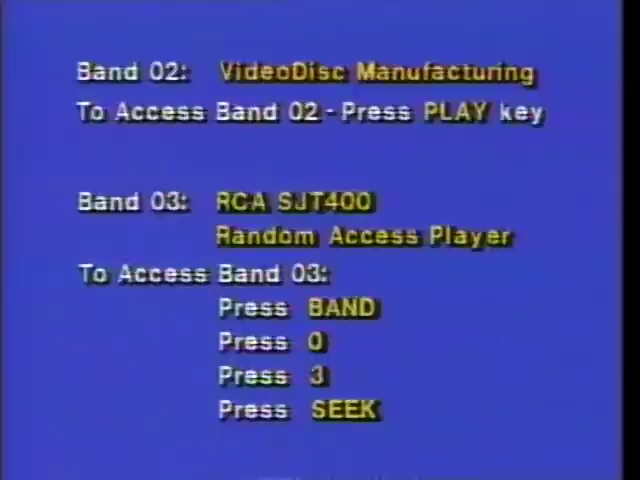 Band 02: VideoDisc Manufacturing
To Access Band 02 - Press PLAY key
Band 03: RCA SJT400
Random Access Player
To Access Band 03:
Press BAND
Press 0
Press 3
Press SEEK